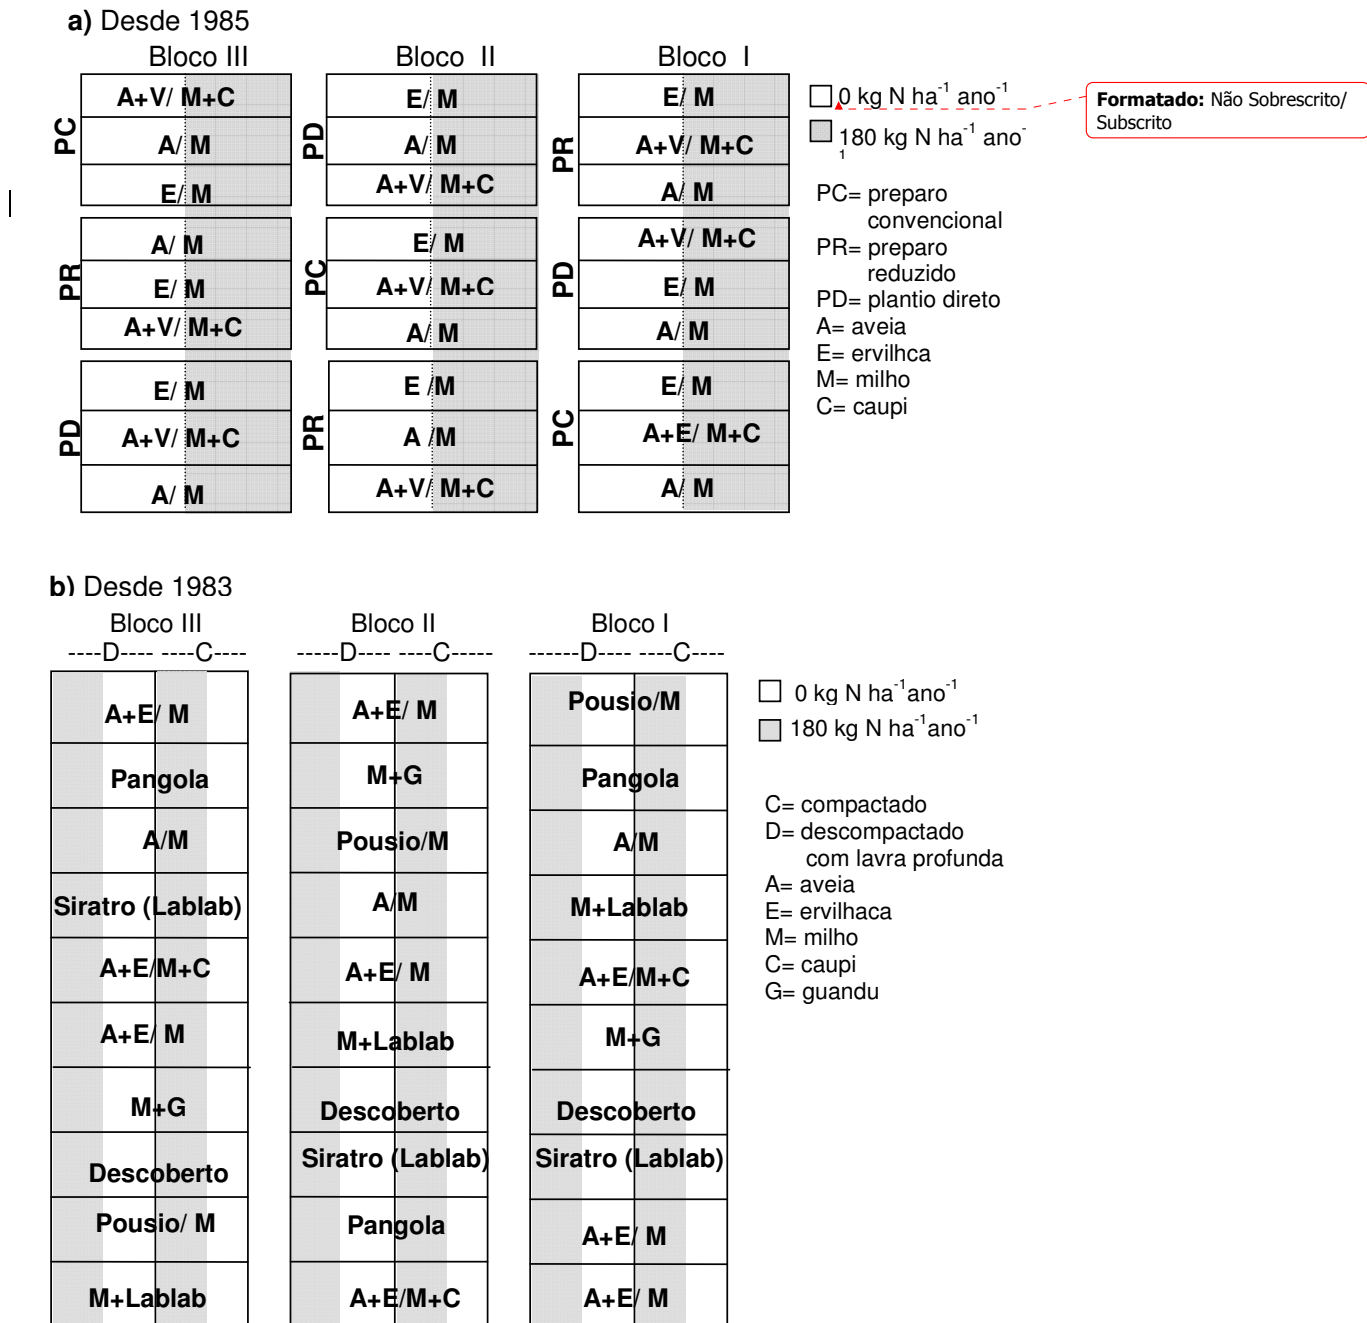 a) Desde 1985
Bloco III
Bloco II
Bloco I
PC
A+V/ M+C
A/ M
E/ M
PR
A/ M
E/ M
A+V/ M+C
PD
E/ M
A+V/ M+C
A/ M
PD
E/ M
A/ M
A+V/ M+C
PC
E/ M
A+V/ M+C
A/ M
PR
E /M
A /M
A+V/ M+C
PR
E/ M
A+V/ M+C
A/ M
PD
A+V/ M+C
E/ M
A/ M
PC
E/ M
A+E/ M+C
A/ M
0 kg N ha-1 ano-1
180 kg N ha-1 ano-
1
Formatado: Não Sobrescrito/
Subscrito
PC= preparo
convencional
PR= preparo
reduzido
PD= plantio direto
A= aveia
E= ervilhca
M= milho
C= caupi
b) Desde 1983
Bloco III
----D---- ----C----
A+E/ M
Pangola
A/M
Siratro (Lablab)
A+E/M+C
A+E/ M
M+G
Descoberto
Pousio/ M
M+Lablab
Bloco II
------D---- ----C-----
A+E/ M
M+G
Pousio/M
A/M
A+E/ M
M+Lablab
Descoberto
Siratro (Lablab)
Pangola
A+E/M+C
Bloco I
-------D---- ----C----
Pousio/M
Pangola
A/M
M+Lablab
A+E/M+C
M+G
Descoberto
Siratro (Lablab)
A+E/ M
A+E/ M
0 kg N ha-1ano-1
180 kg N ha-1ano-1
C= compactado
D= descompactado
com lavra profunda
A= aveia
E= ervilhaca
M= milho
C= caupi
G= guandu